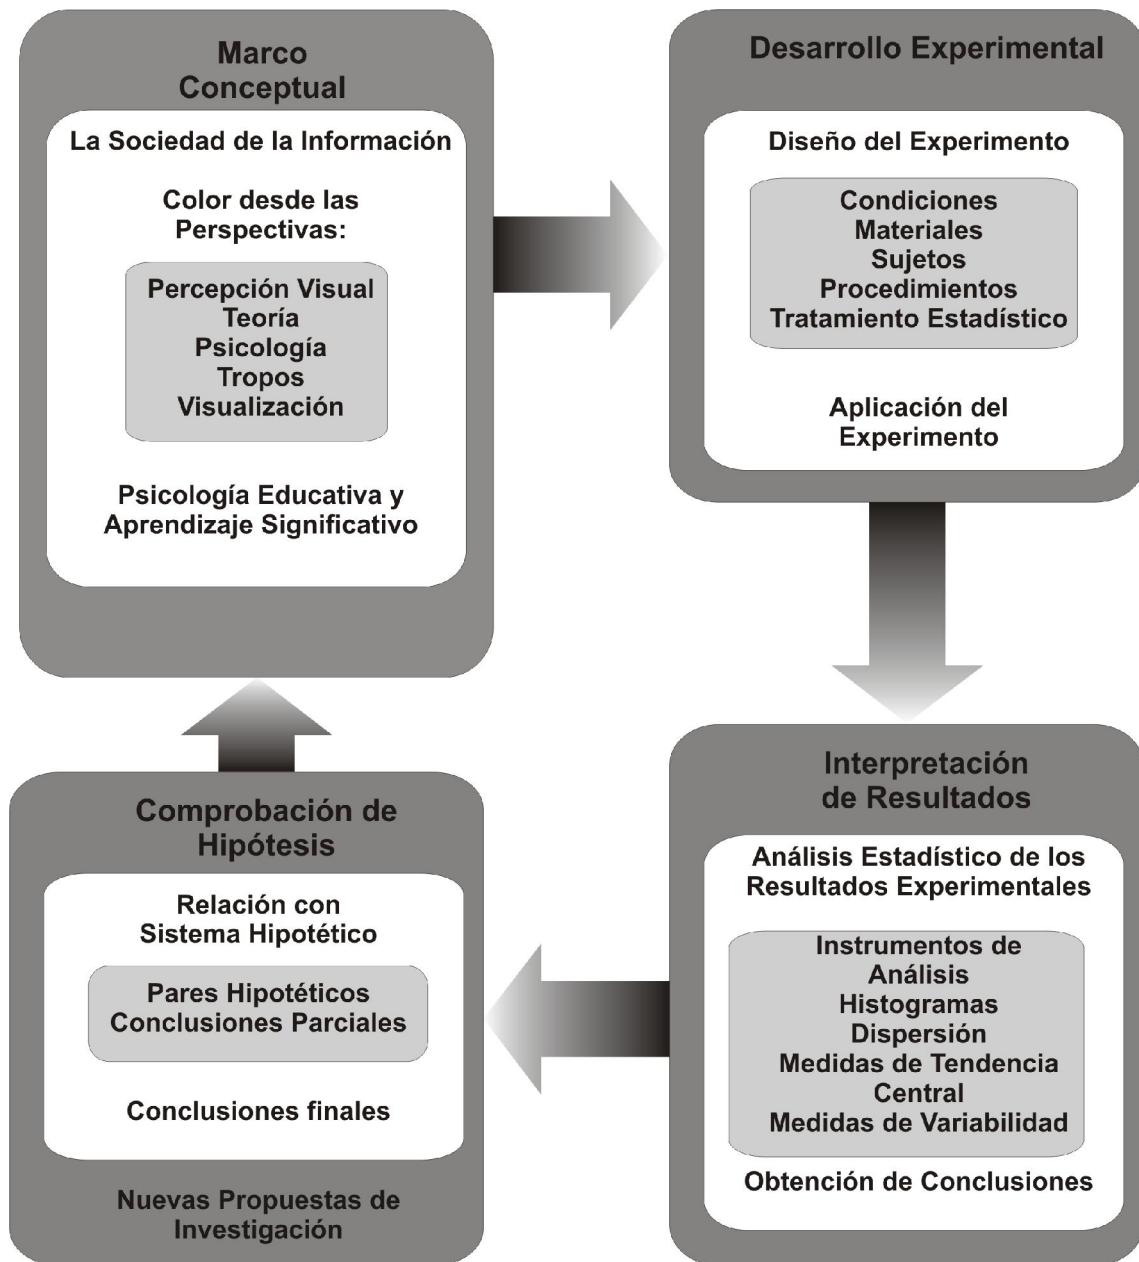 Marco
Conceptual
La Sociedad de la Información
Color desde las
Perspectivas:
Percepción Visual
Teoría
Psicología
Tropos
Visualización
Psicología Educativa y
Aprendizaje Significativo
Desarrollo Experimental
Diseño del Experimento
Condiciones
Materiales
Sujetos
Procedimientos
Tratamiento Estadístico
Aplicación del
Experimento
Interpretación
de Resultados
Análisis Estadístico de los
Resultados Experimentales
Instrumentos de
Análisis
Histogramas
Dispersión
Medidas de Tendencia
Central
Medidas de Variabilidad
Obtención de Conclusiones
Comprobación de
Hipótesis
Relación con
Sistema Hipotético
Pares Hipotéticos
Conclusiones Parciales
Conclusiones finales
Nuevas Propuestas de
Investigación